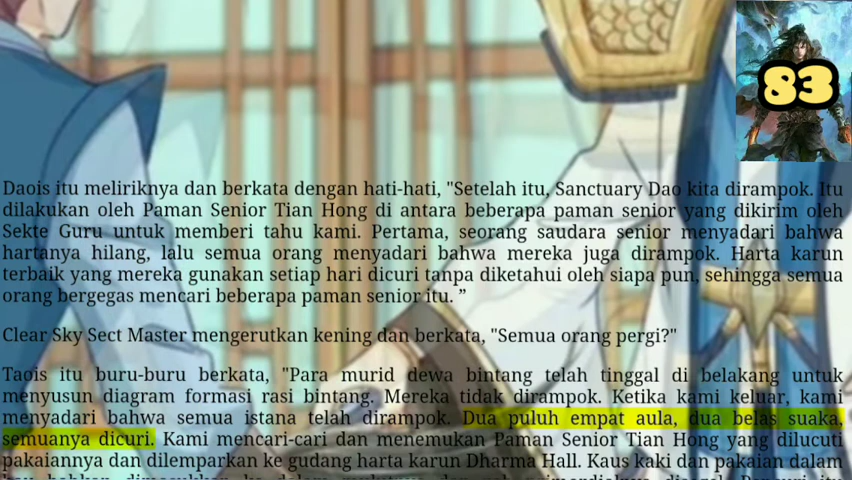 83
Daois itu meliriknya dan berkata dengan hati-hati, "Setelah itu, Sanctuary Dao kita dirampok. Itu
dilakukan oleh Paman Senior Tian Hong di antara beberapa paman senior yang dikirim oleh
Sekte Guru untuk memberi tahu kami. Pertama, seorang saudara senior menyadari bahwa
hartanya hilang, lalu semua orang menyadari bahwa mereka juga dirampok. Harta karun
terbaik yang mereka gunakan setiap hari dicuri tanpa diketahui oleh siapa pun, sehingga semua
orang bergegas mencari beberapa paman senior itu. ”
Clear Sky Sect Master mengerutkan kening dan berkata, "Semua orang pergi?"
Taois itu buru-buru berkata, "Para murid dewa bintang telah tinggal di belakang untuk
menyusun diagram formasi rasi bintang. Mereka tidak dirampok. Ketika kami keluar, kami
menyadari bahwa semua istana telah dirampok. Dua puluh empat aula, dua belas suaka,
semuanya dicuri. Kami mencari-cari dan menemukan Paman Senior Tian Hong yang dilucuti
pakaiannya dan dilemparkan ke gudang harta karun Dharma Hall. Kaus kaki dan pakaian dalam